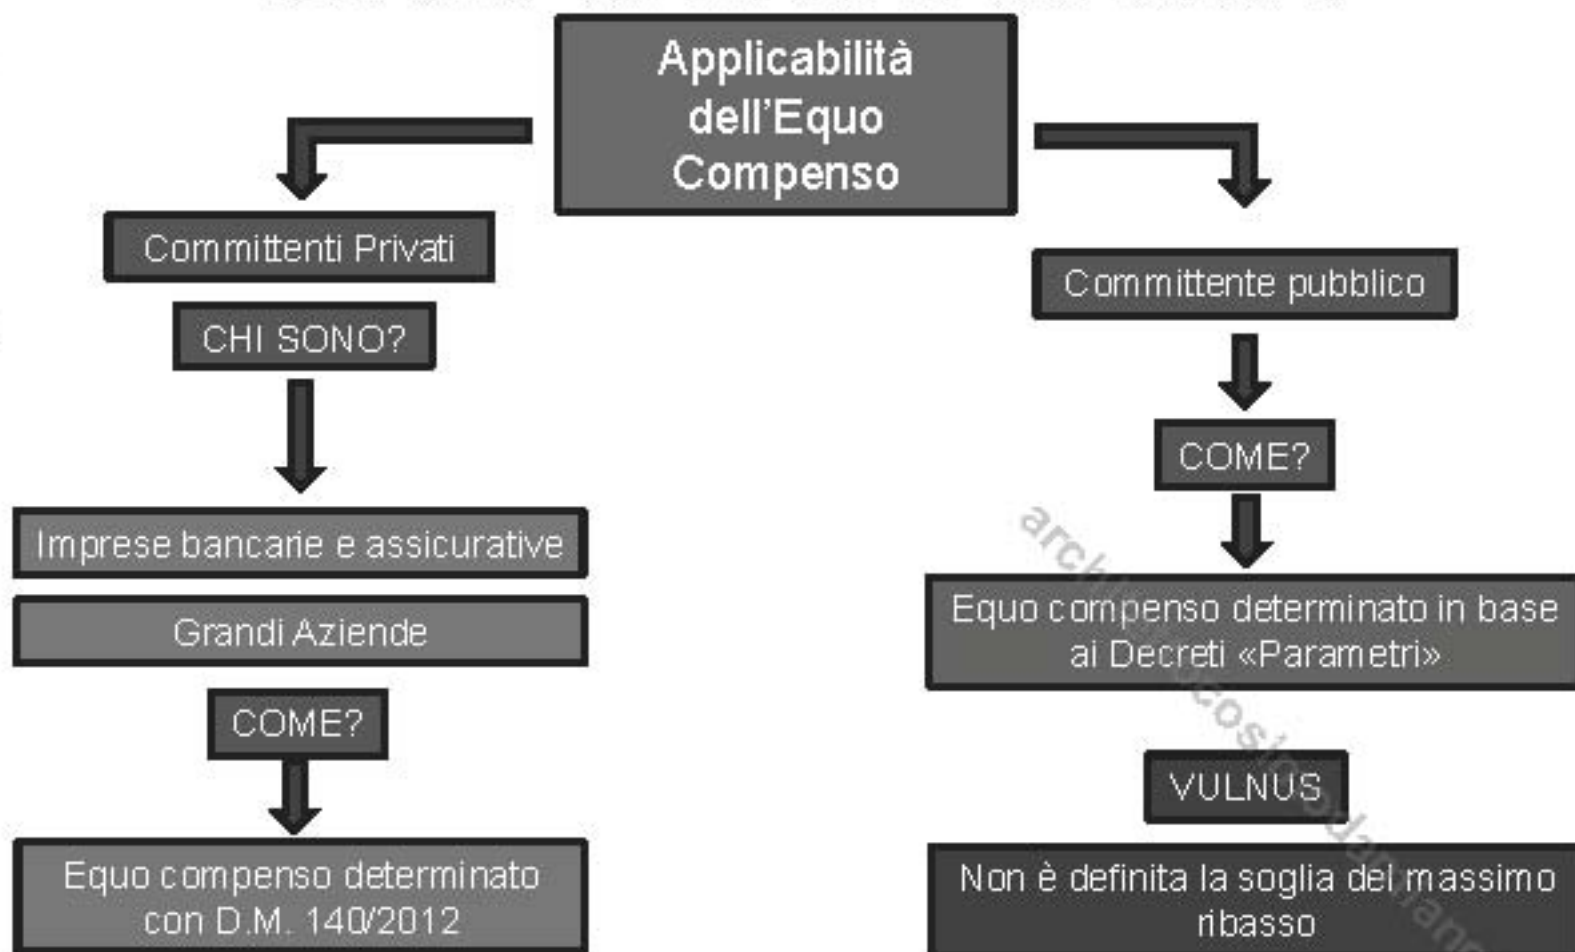 Applicabilità
dell'Equo
Compenso
Committenti Privati
CHI SONO?
Imprese bancarie e assicurative
Grandi Aziende
COME?
Equo compenso determinato
con D.M. 140/2012
Committente pubblico
COME?
Equo compenso determinato in base
ai Decreti «Parametri»
VULNUS
Non è definita la soglia del massimo
ribasso